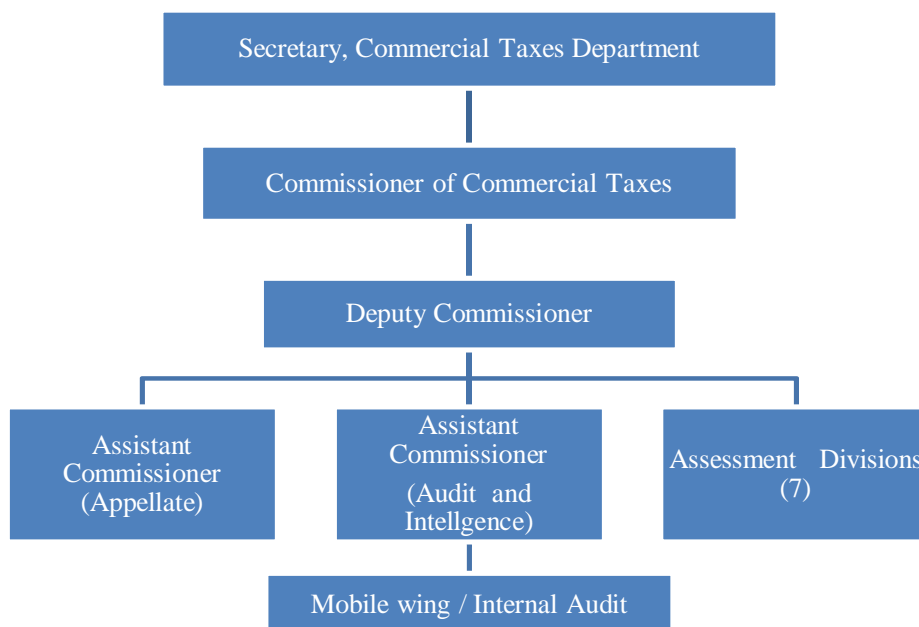 Secretary, Commercial Taxes Department
Commissioner of Commercial Taxes
Deputy Commissioner
Assistant
Commissioner
(Appellate)
Assistant
Commissioner
(Audit and
Intellgence)
Assessment Divisions
(7)
Mobile wing / Internal Audit